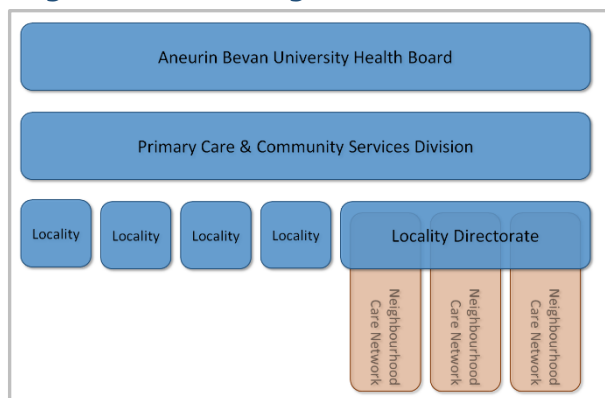 Aneurin Bevan University Health Board
Primary Care & Community Services Division
Locality
Locality
Locality
Locality
Locality Directorate
Neighbourhood
Care Network
Neighbourhood
Care Network
Neighbourhood
Care Network